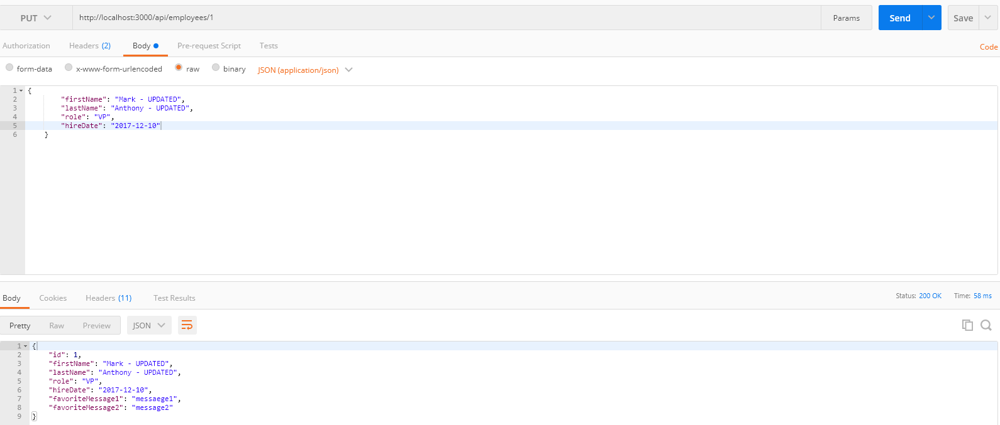 PUT http://localhost:3000/api/employees/1 Params Send Save
Authorization Headers (2) Body Pre-request Script Tests Code
form-data x-www-form-urlencoded raw binary JSON (application/json)
1 {
2 "firstName": "Mark - UPDATED",
3 "lastName": "Anthony - UPDATED",
4 "role": "VP",
5 "hireDate": "2017-12-10"
6 }
Body Cookies Headers (11) Test Results Status: 200 OK Time: 58 ms
Pretty Raw Preview JSON
1 {
2 "id": 1,
3 "firstName": "Mark - UPDATED",
4 "lastName": "Anthony - UPDATED",
5 "role": "VP",
6 "hireDate": "2017-12-10",
7 "favoriteMessage1": "messaege1",
8 "favoriteMessage2": "message2"
9 }